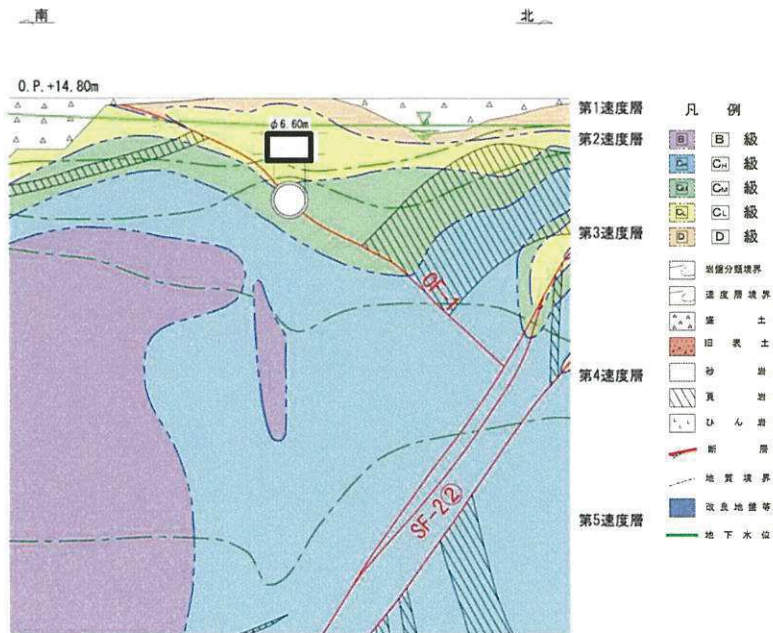 南
北
O.P.+14.80m
φ6.60m
OF-1
SF-2②
第1速度層
第2速度層
第3速度層
第4速度層
第5速度層
凡 例
B B 級
CH CH 級
CM CM 級
CL CL 級
D D 級
岩盤分類境界
速度層境界
盛 土
旧 表 土
砂 岩
頁 岩
ひ ん 岩
断 層
地 質 境 界
改良地盤等
地 下 水 位